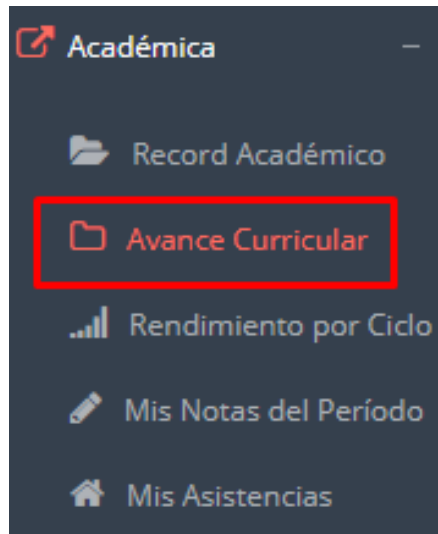 Académica
Record Académico
Avance Curricular
Rendimiento por Ciclo
Mis Notas del Período
Mis Asistencias